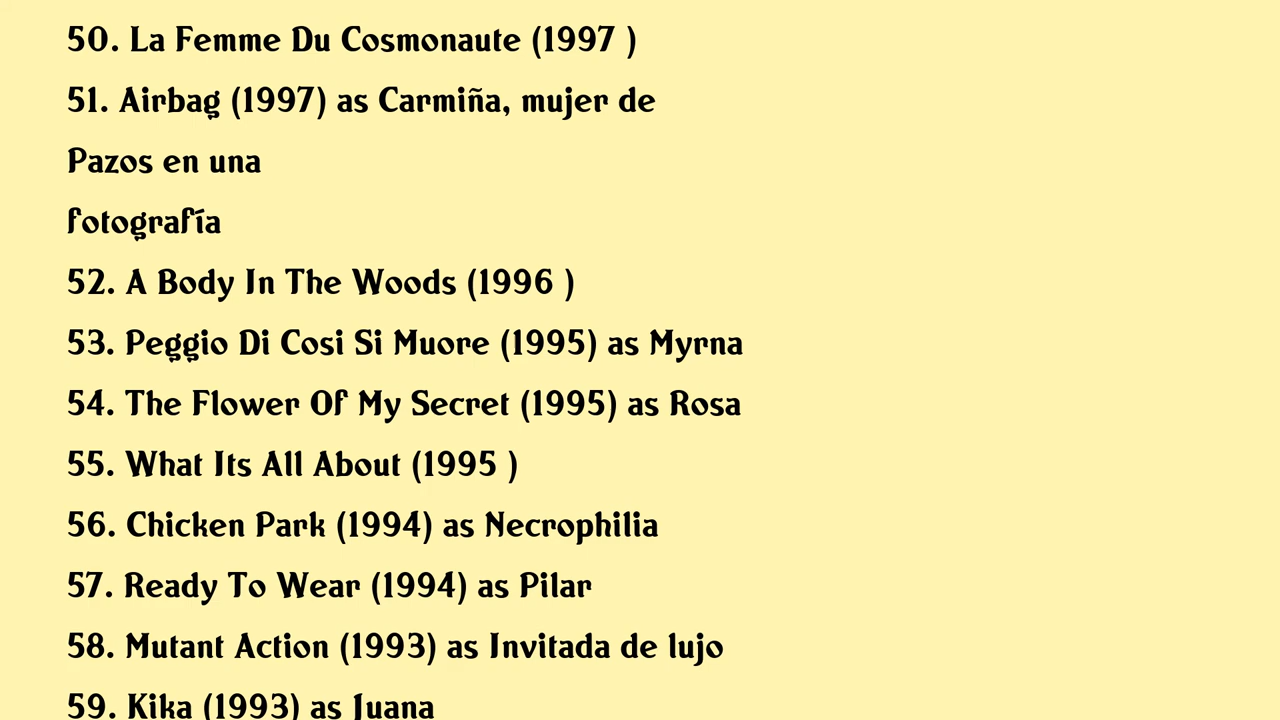 50. La Femme Du Cosmonaute (1997 )
51. Airbag (1997) as Carmiña, mujer de
Pazos en una
fotografía
52. A Body In The Woods (1996 )
53. Peggio Di Cosi Si Muore (1995) as Myrna
54. The Flower Of My Secret (1995) as Rosa
55. What Its All About (1995 )
56. Chicken Park (1994) as Necrophilia
57. Ready To Wear (1994) as Pilar
58. Mutant Action (1993) as Invitada de lujo
59. Kika (1993) as Juana